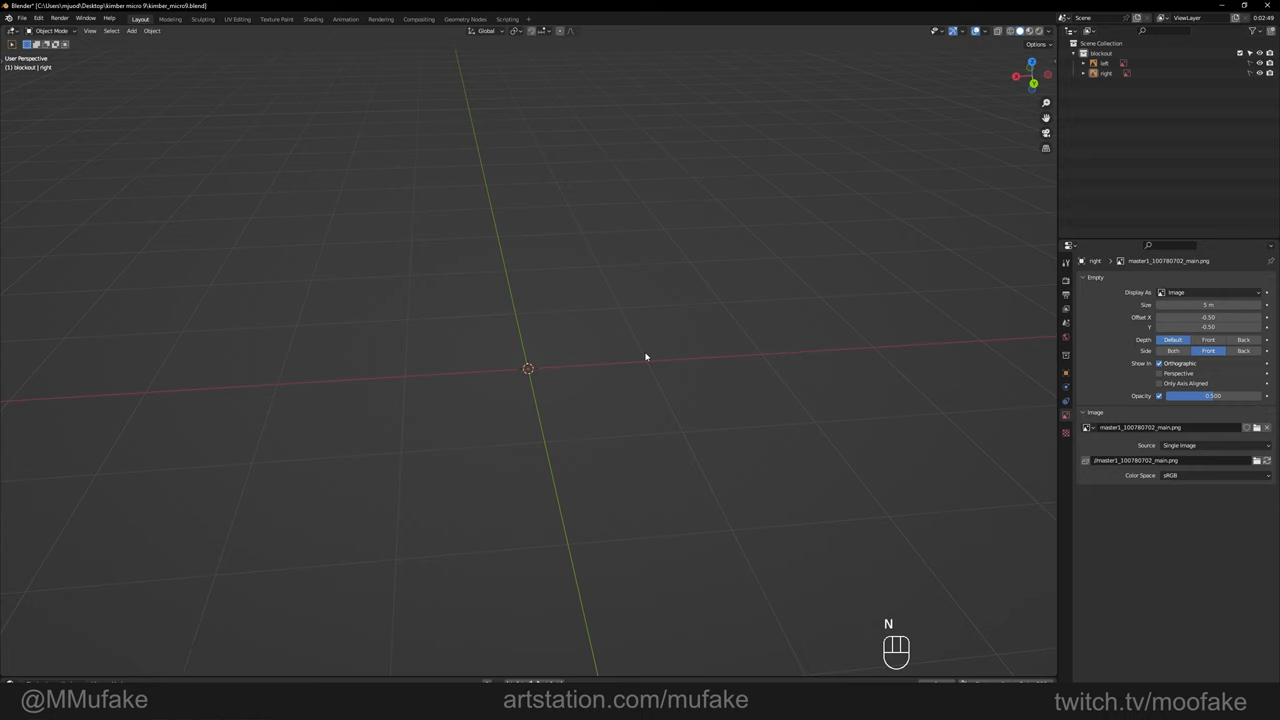 Blender* [C:\Users\mjuod\Desktop\kimber micro 9\kimber_micro9.blend]
File Edit Render Window Help Layout Modeling Sculpting UV Editing Texture Paint Shading Animation Rendering Compositing Geometry Nodes Scripting Scene ViewLayer 0:02:49
Object Mode View Select Add Object Global
Options
User Perspective
(1) blockout | right
Scene Collection
blockout
left
right
right > master1_100780702_main.png
Empty
Display As Image
Size 5 m
Offset X -0.50
Y -0.50
Depth Default Front Back
Side Both Front Back
Show In Orthographic
Perspective
Only Axis Aligned
Opacity 0.500
Image
master1_100780702_main.png
Source Single Image
//master1_100780702_main.png
Color Space sRGB
X
Y
Z
N
@MMufake artstation.com/mufake twitch.tv/moofake